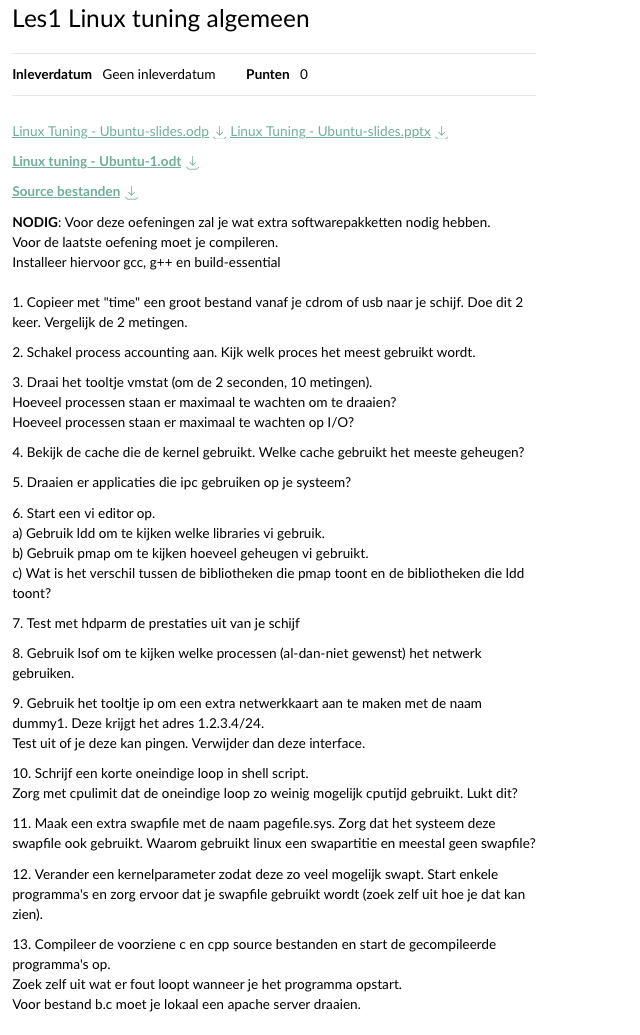 Les1 Linux tuning algemeen
Inleverdatum Geen inleverdatum Punten 0
Linux Tuning - Ubuntu-slides.odp Linux Tuning - Ubuntu-slides.pptx
Linux tuning - Ubuntu-1.odt
Source bestanden
NODIG: Voor deze oefeningen zal je wat extra softwarepakketten nodig hebben.
Voor de laatste oefening moet je compileren.
Installeer hiervoor gcc, g++ en build-essential
1. Copieer met "time" een groot bestand vanaf je cdrom of usb naar je schijf. Doe dit 2
keer. Vergelijk de 2 metingen.
2. Schakel process accounting aan. Kijk welk proces het meest gebruikt wordt.
3. Draai het tooltje vmstat (om de 2 seconden, 10 metingen).
Hoeveel processen staan er maximaal te wachten om te draaien?
Hoeveel processen staan er maximaal te wachten op I/O?
4. Bekijk de cache die de kernel gebruikt. Welke cache gebruikt het meeste geheugen?
5. Draaien er applicaties die ipc gebruiken op je systeem?
6. Start een vi editor op.
a) Gebruik ldd om te kijken welke libraries vi gebruik.
b) Gebruik pmap om te kijken hoeveel geheugen vi gebruikt.
c) Wat is het verschil tussen de bibliotheken die pmap toont en de bibliotheken die ldd
toont?
7. Test met hdparm de prestaties uit van je schijf
8. Gebruik lsof om te kijken welke processen (al-dan-niet gewenst) het netwerk
gebruiken.
9. Gebruik het tooltje ip om een extra netwerkkaart aan te maken met de naam
dummy1. Deze krijgt het adres 1.2.3.4/24.
Test uit of je deze kan pingen. Verwijder dan deze interface.
10. Schrijf een korte oneindige loop in shell script.
Zorg met cpulimit dat de oneindige loop zo weinig mogelijk cputijd gebruikt. Lukt dit?
11. Maak een extra swapfile met de naam pagefile.sys. Zorg dat het systeem deze
swapfile ook gebruikt. Waarom gebruikt linux een swapartitie en meestal geen swapfile?
12. Verander een kernelparameter zodat deze zo veel mogelijk swapt. Start enkele
programma's en zorg ervoor dat je swapfile gebruikt wordt (zoek zelf uit hoe je dat kan
zien).
13. Compileer de voorziene c en cpp source bestanden en start de gecompileerde
programma's op.
Zoek zelf uit wat er fout loopt wanneer je het programma opstart.
Voor bestand b.c moet je lokaal een apache server draaien.